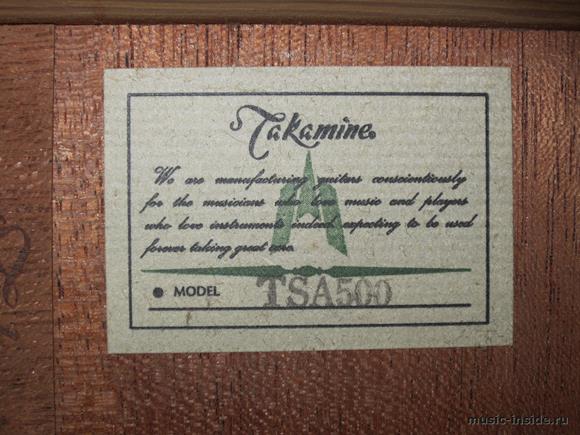 Takamine
We are manufacturing guitars conscientiously
for the musicians who love music and players
who love instruments indeed expecting to be used
forever taking great care.
MODEL TSA500
music-inside.ru